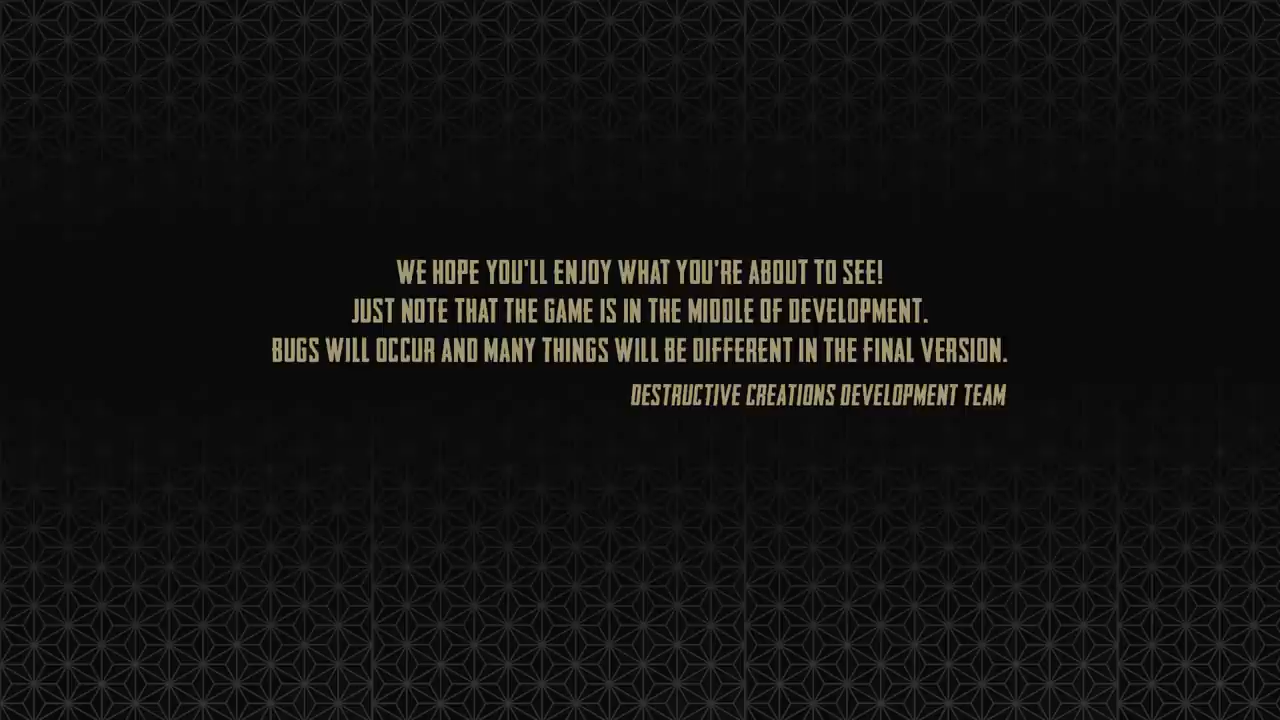 WE HOPE YOU'LL ENJOY WHAT YOU'RE ABOUT TO SEE!
JUST NOTE THAT THE GAME IS IN THE MIDDLE OF DEVELOPMENT.
BUGS WILL OCCUR AND MANY THINGS WILL BE DIFFERENT IN THE FINAL VERSION.
DESTRUCTIVE CREATIONS DEVELOPMENT TEAM